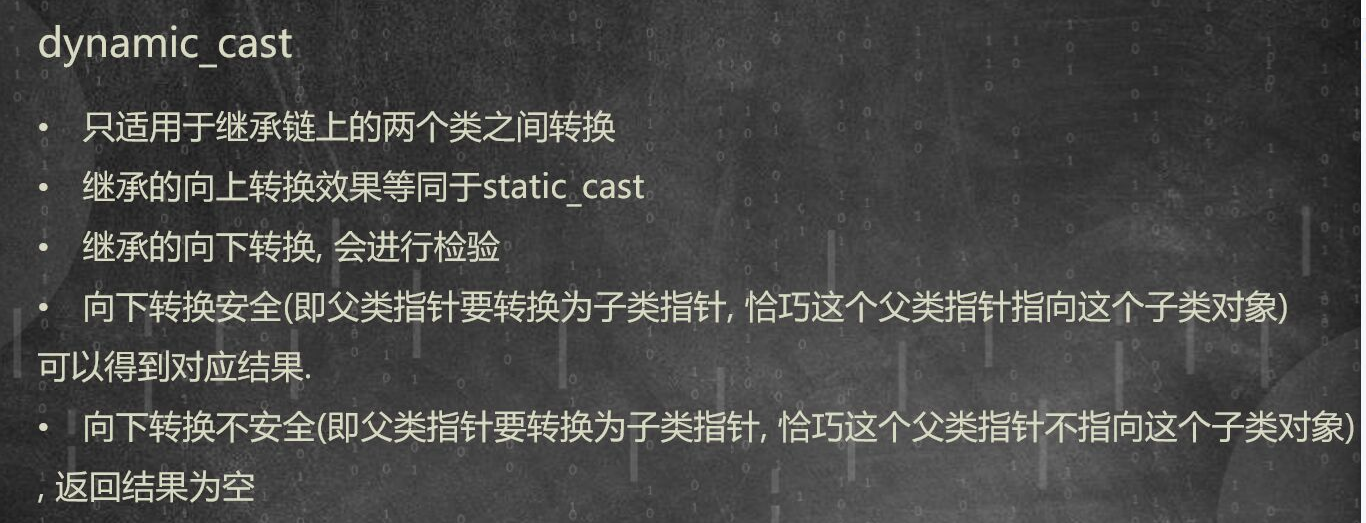 dynamic_cast
• 只适用于继承链上的两个类之间转换
• 继承的向上转换效果等同于static_cast
• 继承的向下转换, 会进行检验
• 向下转换安全(即父类指针要转换为子类指针, 恰巧这个父类指针指向这个子类对象)
可以得到对应结果.
• 向下转换不安全(即父类指针要转换为子类指针, 恰巧这个父类指针不指向这个子类对象)
, 返回结果为空